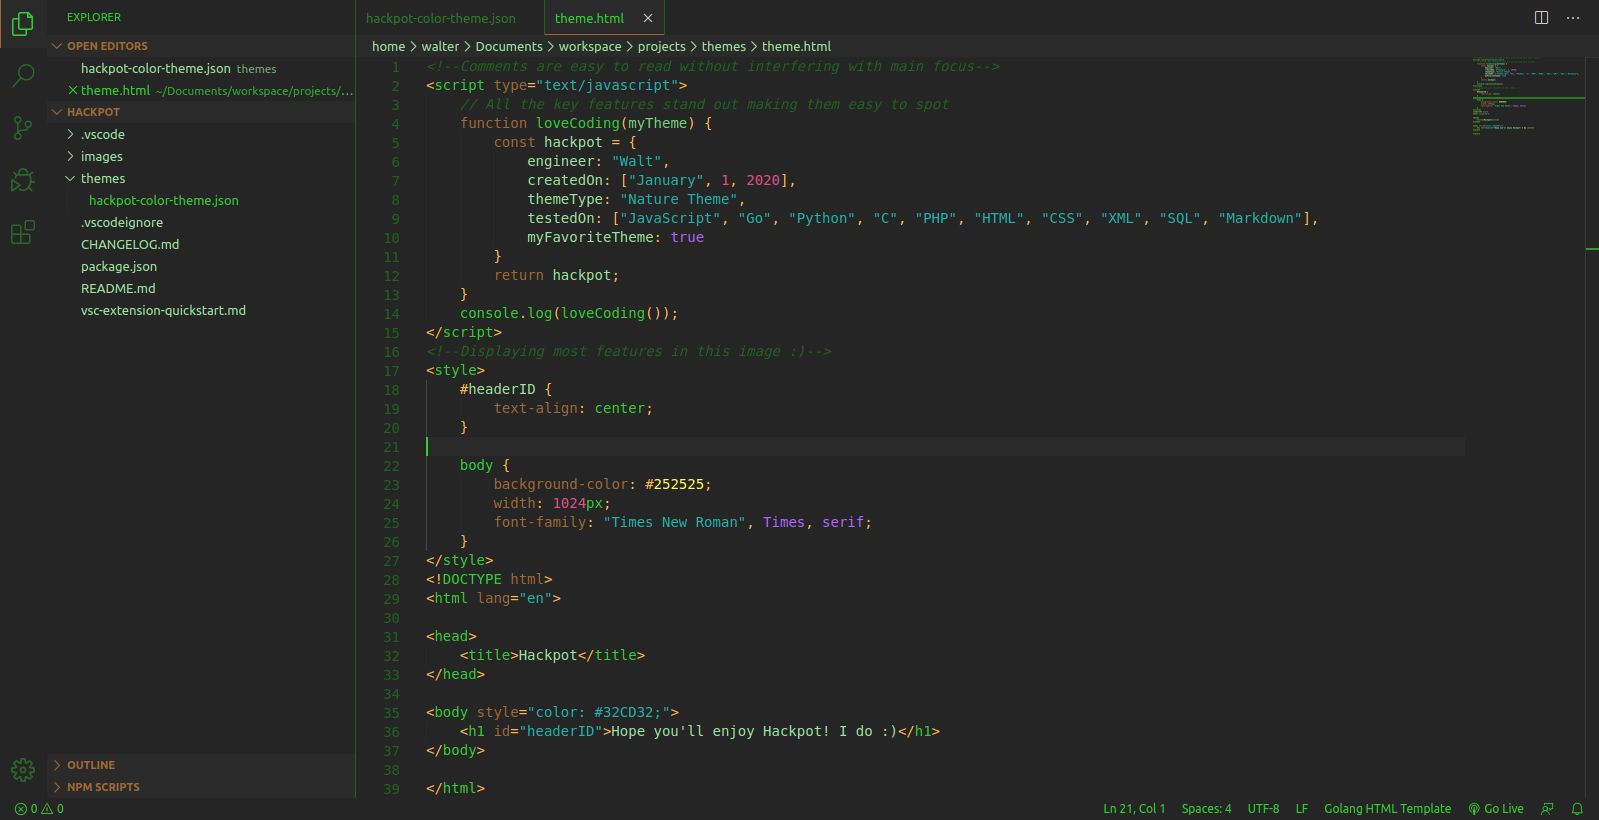 EXPLORER
OPEN EDITORS
hackpot-color-theme.json themes
theme.html ~/Documents/workspace/projects/...
HACKPOT
.vscode
images
themes
hackpot-color-theme.json
.vscodeignore
CHANGELOG.md
package.json
README.md
vsc-extension-quickstart.md
OUTLINE
NPM SCRIPTS
hackpot-color-theme.json theme.html
home > walter > Documents > workspace > projects > themes > theme.html
1 <!--Comments are easy to read without interfering with main focus-->
2 <script type="text/javascript">
3 // All the key features stand out making them easy to spot
4 function loveCoding(myTheme) {
5 const hackpot = {
6 engineer: "Walt",
7 createdOn: ["January", 1, 2020],
8 themeType: "Nature Theme",
9 testedOn: ["JavaScript", "Go", "Python", "C", "PHP", "HTML", "CSS", "XML", "SQL", "Markdown"],
10 myFavoriteTheme: true
11 }
12 return hackpot;
13 }
14 console.log(loveCoding());
15 </script>
16 <!--Displaying most features in this image :)-->
17 <style>
18 #headerID {
19 text-align: center;
20 }
21
22 body {
23 background-color: #252525;
24 width: 1024px;
25 font-family: "Times New Roman", Times, serif;
26 }
27 </style>
28 <!DOCTYPE html>
29 <html lang="en">
30
31 <head>
32 <title>Hackpot</title>
33 </head>
34
35 <body style="color: #32CD32;">
36 <h1 id="headerID">Hope you'll enjoy Hackpot! I do :)</h1>
37 </body>
38
39 </html>
0 0 Ln 21, Col 1 Spaces: 4 UTF-8 LF Golang HTML Template Go Live